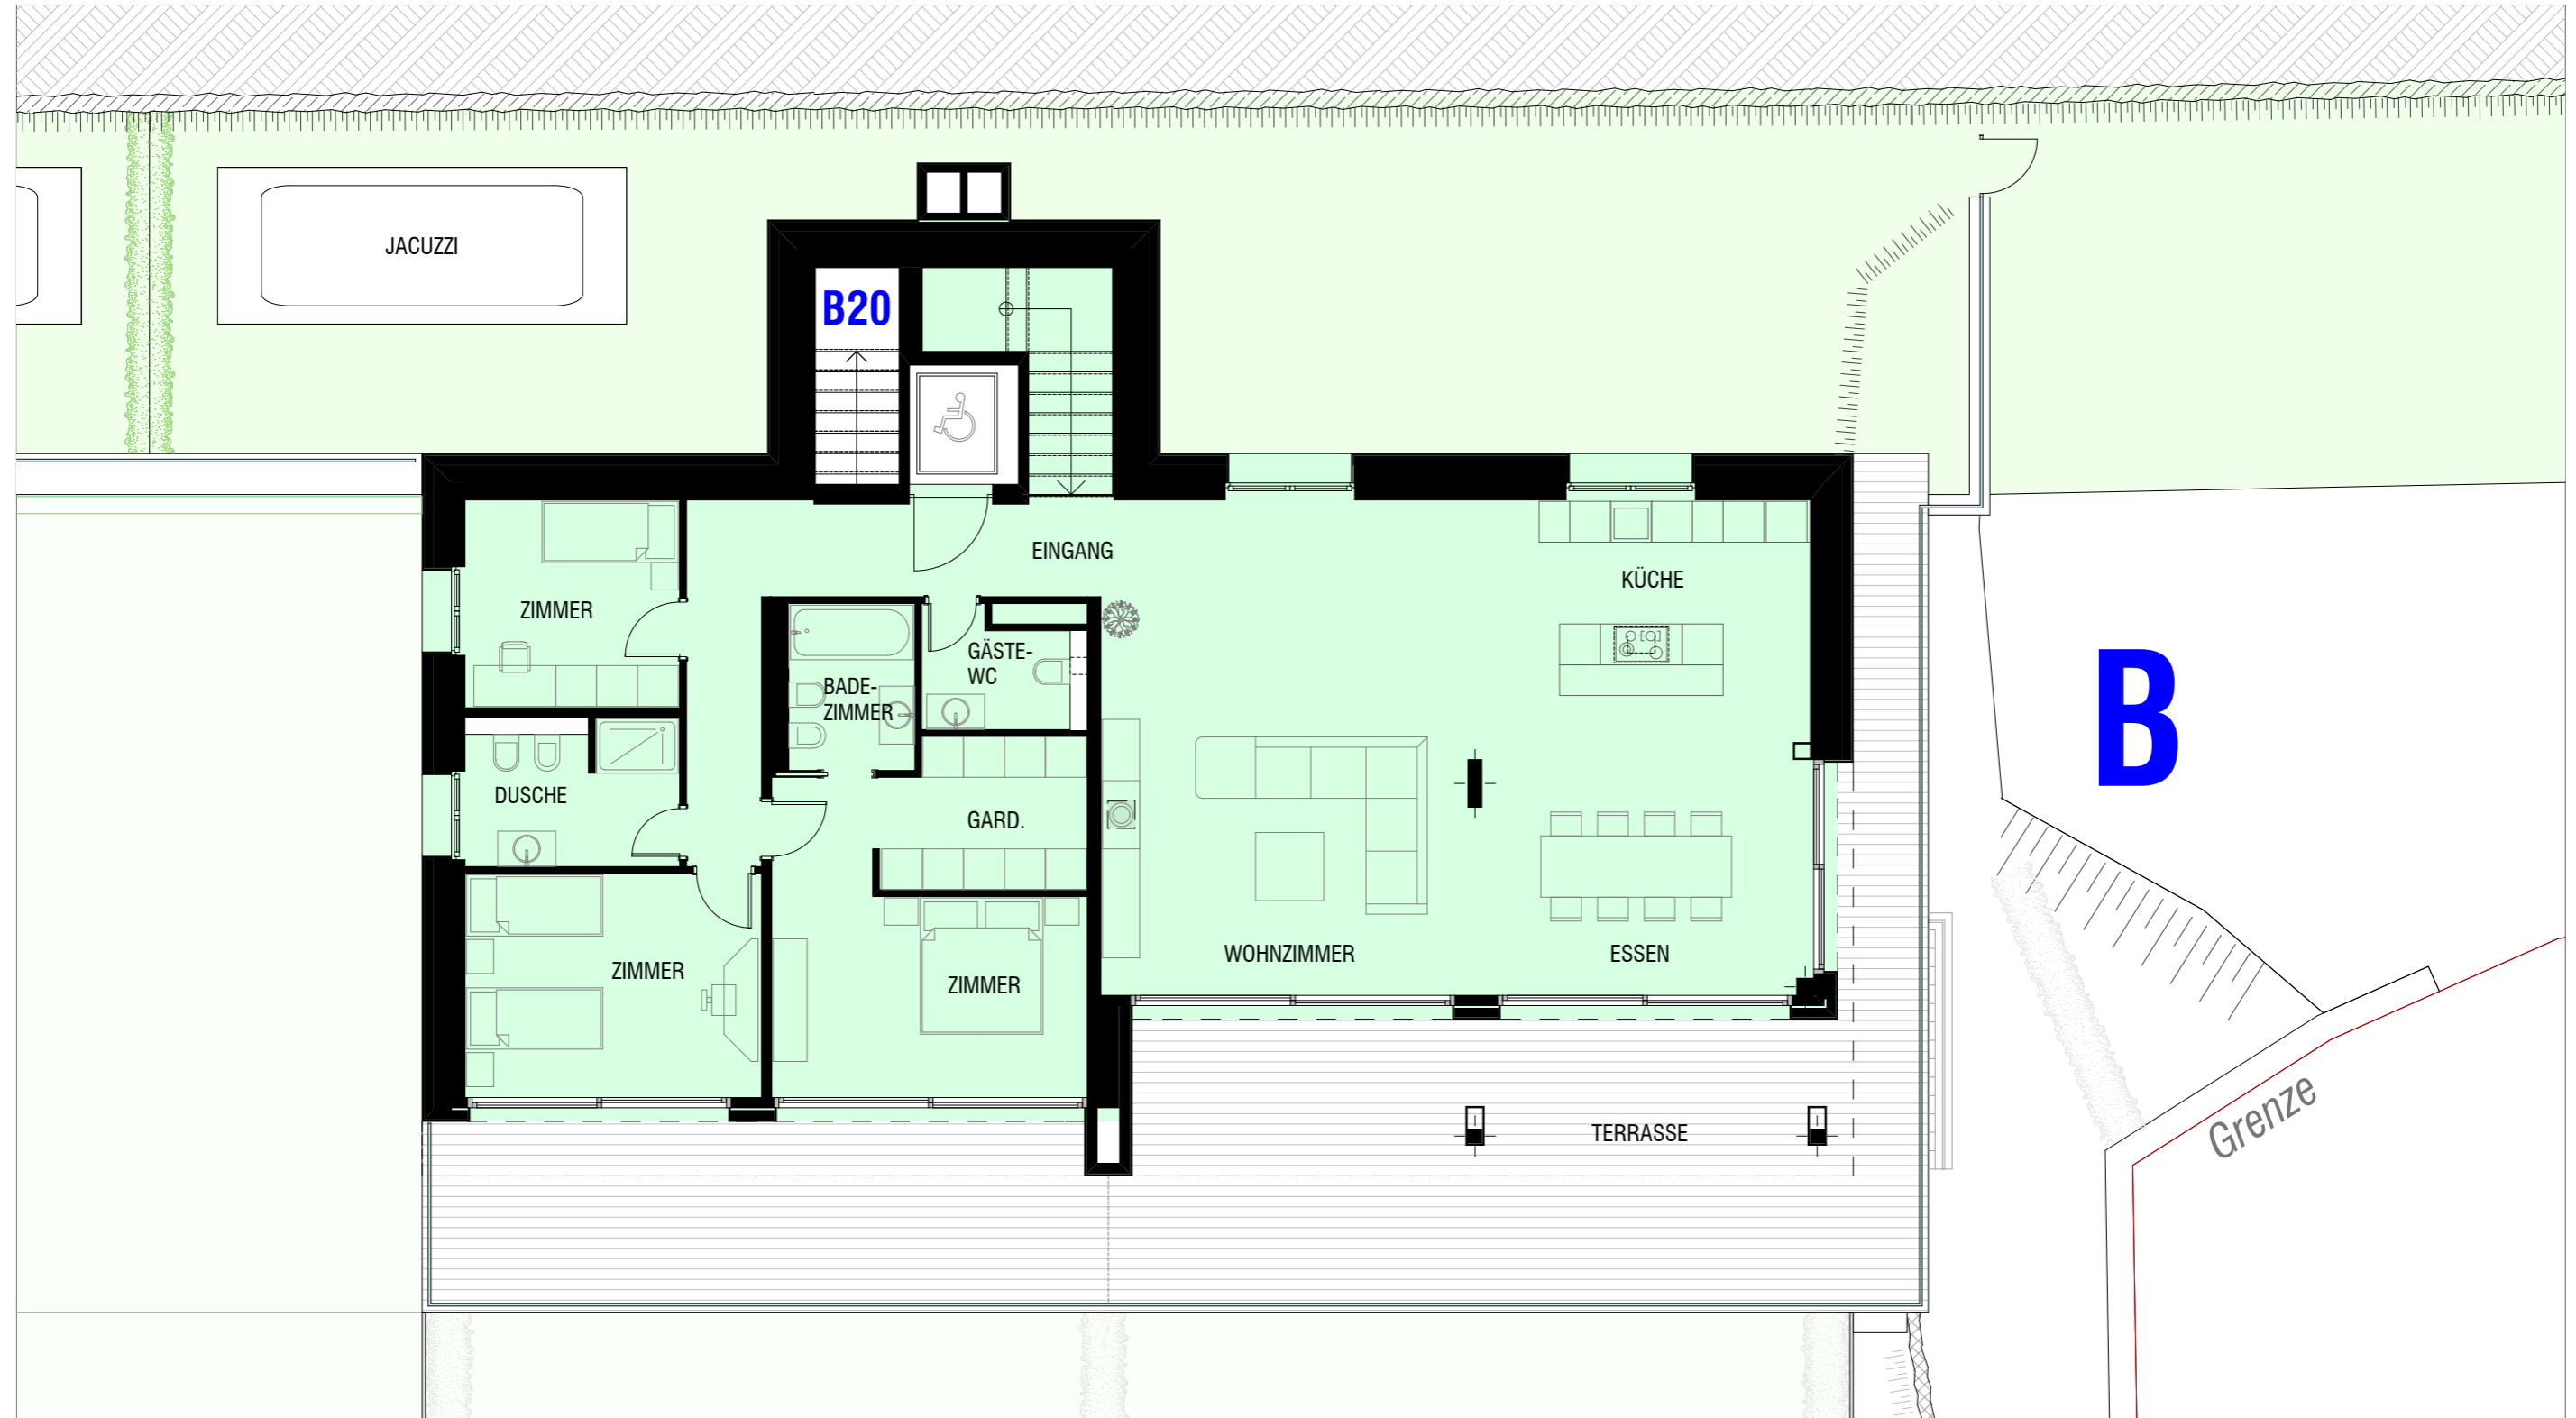 JACUZZI
B20
EINGANG
KÜCHE
ZIMMER
GÄSTE-
WC
BADE-
ZIMMER
B
DUSCHE
GARD.
WOHNZIMMER
ESSEN
ZIMMER
ZIMMER
TERRASSE
Grenze